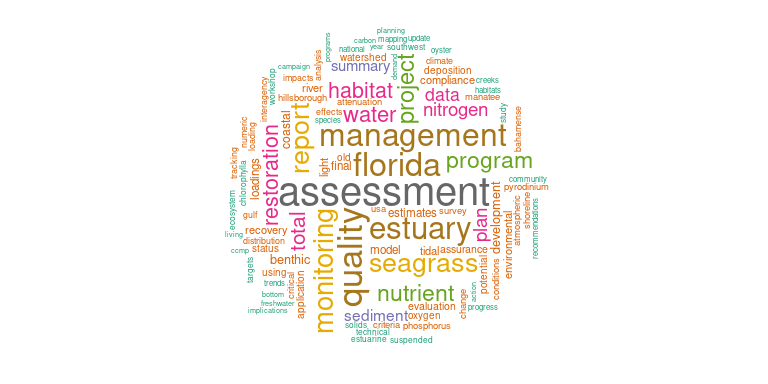 planning
carbon mapping update
national year southwest oyster
programs
watershed
demand
climate
campaign
analysis
summary
project
deposition
workshop
impacts
compliance creeks
interagency
river
habitat
data
habitats
hillsborough
attenuation
manatee
report
water
nitrogen
study
effects
species
coastal
numeric
loading
management
bahamense
tracking
restoration
light
old
final
florida
program
chlorophylla
loadings
community
pyrodinium
assessment
ecosystem
gulf
total
monitoring
quality
usa
estimates
survey
estuary
plan
development
environmental
atmospheric
shoreline
recommendations
living
recovery
distribution
status
ccmp
benthic
model
tidal
assurance
seagrass
potential
conditions
targets
using
trends
critical
application
nutrient
action
change
bottom
freshwater
implications
evaluation
progress
sediment
oxygen
solids
criteria
phosphorus
technical
estuarine
suspended